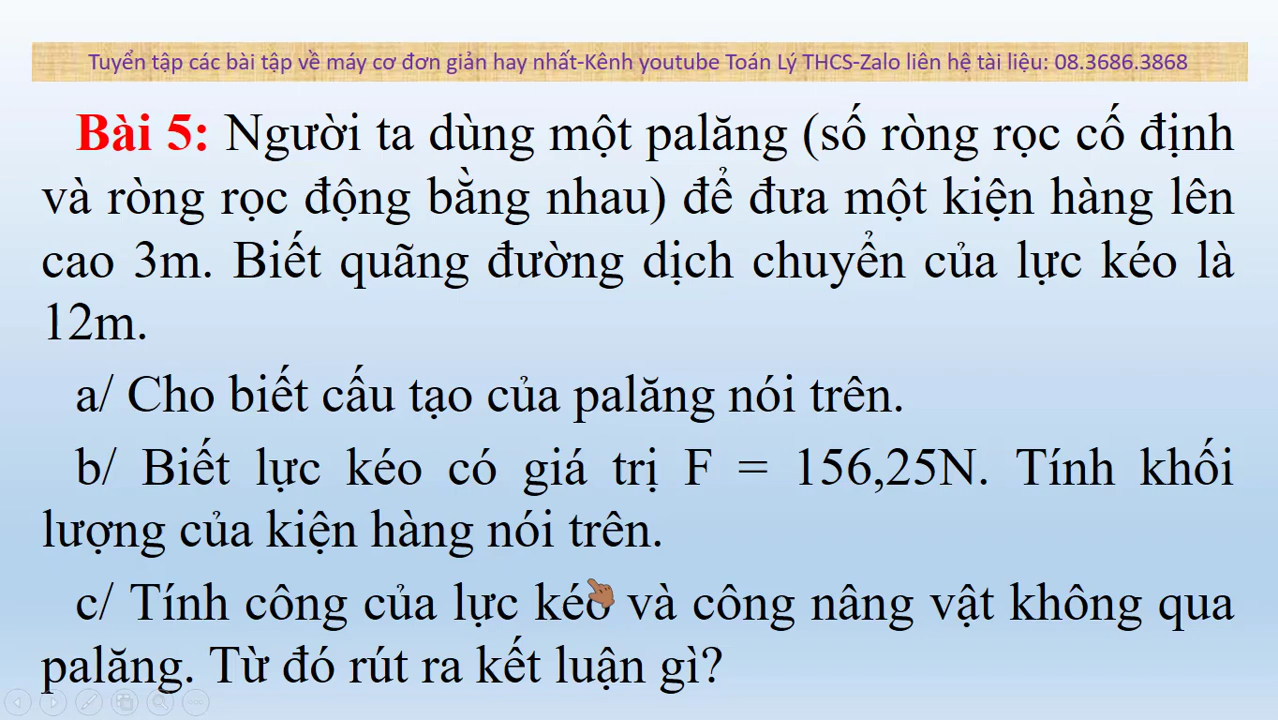 Tuyển tập các bài tập về máy cơ đơn giản hay nhất-Kênh youtube Toán Lý THCS-Zalo liên hệ tài liệu: 08.3686.3868
Bài 5: Người ta dùng một palăng (số ròng rọc cố định
và ròng rọc động bằng nhau) để đưa một kiện hàng lên
cao 3m. Biết quãng đường dịch chuyển của lực kéo là
12m.
a/ Cho biết cấu tạo của palăng nói trên.
b/ Biết lực kéo có giá trị F = 156,25N. Tính khối
lượng của kiện hàng nói trên.
c/ Tính công của lực kéo và công nâng vật không qua
palăng. Từ đó rút ra kết luận gì?